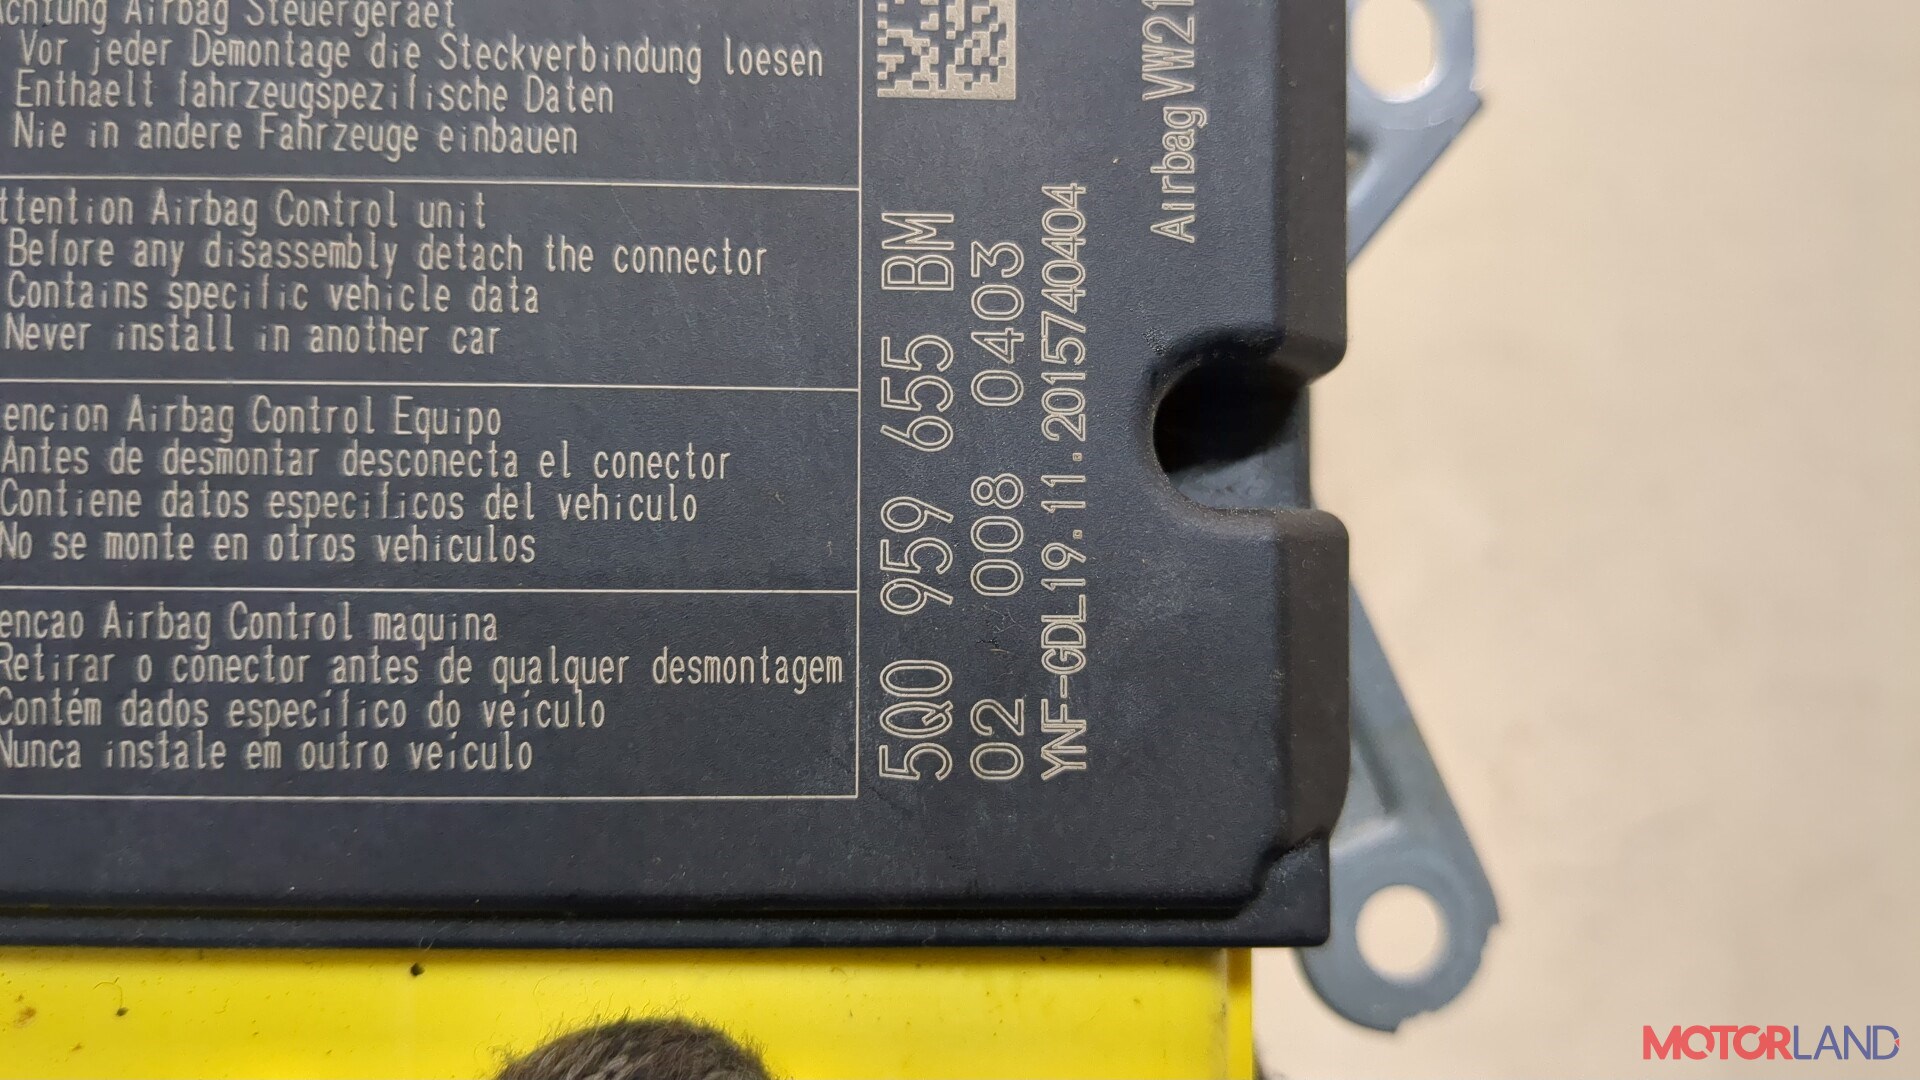 Achtung Airbag Steuergeraet
Vor jeder Demontage die Steckverbindung loesen
Enthaelt fahrzeugspezifische Daten
Nie in andere Fahrzeuge einbauen
ttention Airbag Control unit
Before any disassembly detach the connector
Contains specific vehicle data
Never install in another car
encion Airbag Control Equipo
Antes de desmontar desconecta el conector
Contiene datos especificos del vehiculo
No se monte en otros vehiculos
encao Airbag Control maquina
Retirar o conector antes de qualquer desmontagem
Contém dados específico do veículo
Nunca instale em outro veículo
5Q0 959 655 BM
02 008 0403
YNF-GDL19.11.2015740404
Airbag VW21
MOTORLAND